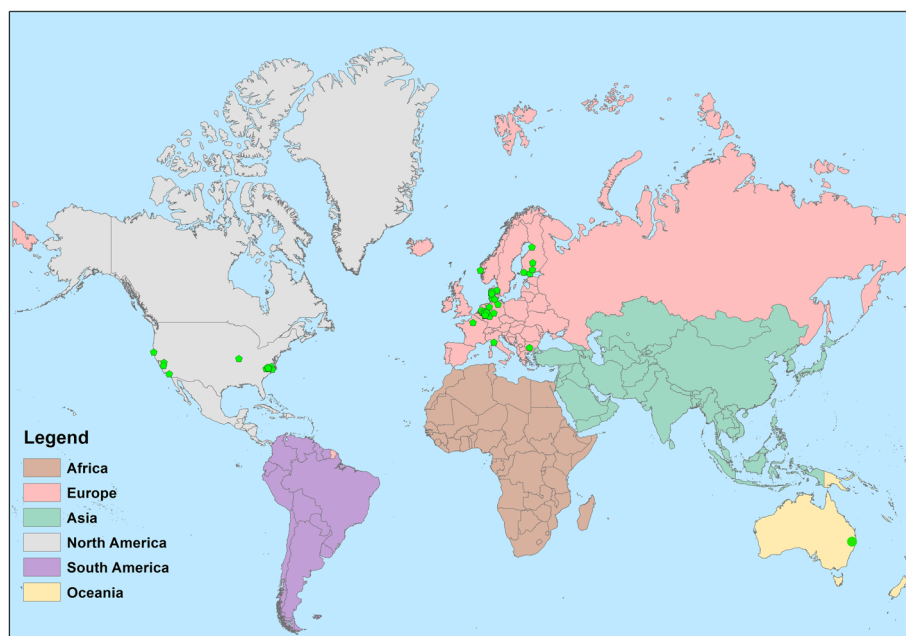 Legend
Africa
Europe
Asia
North America
South America
Oceania